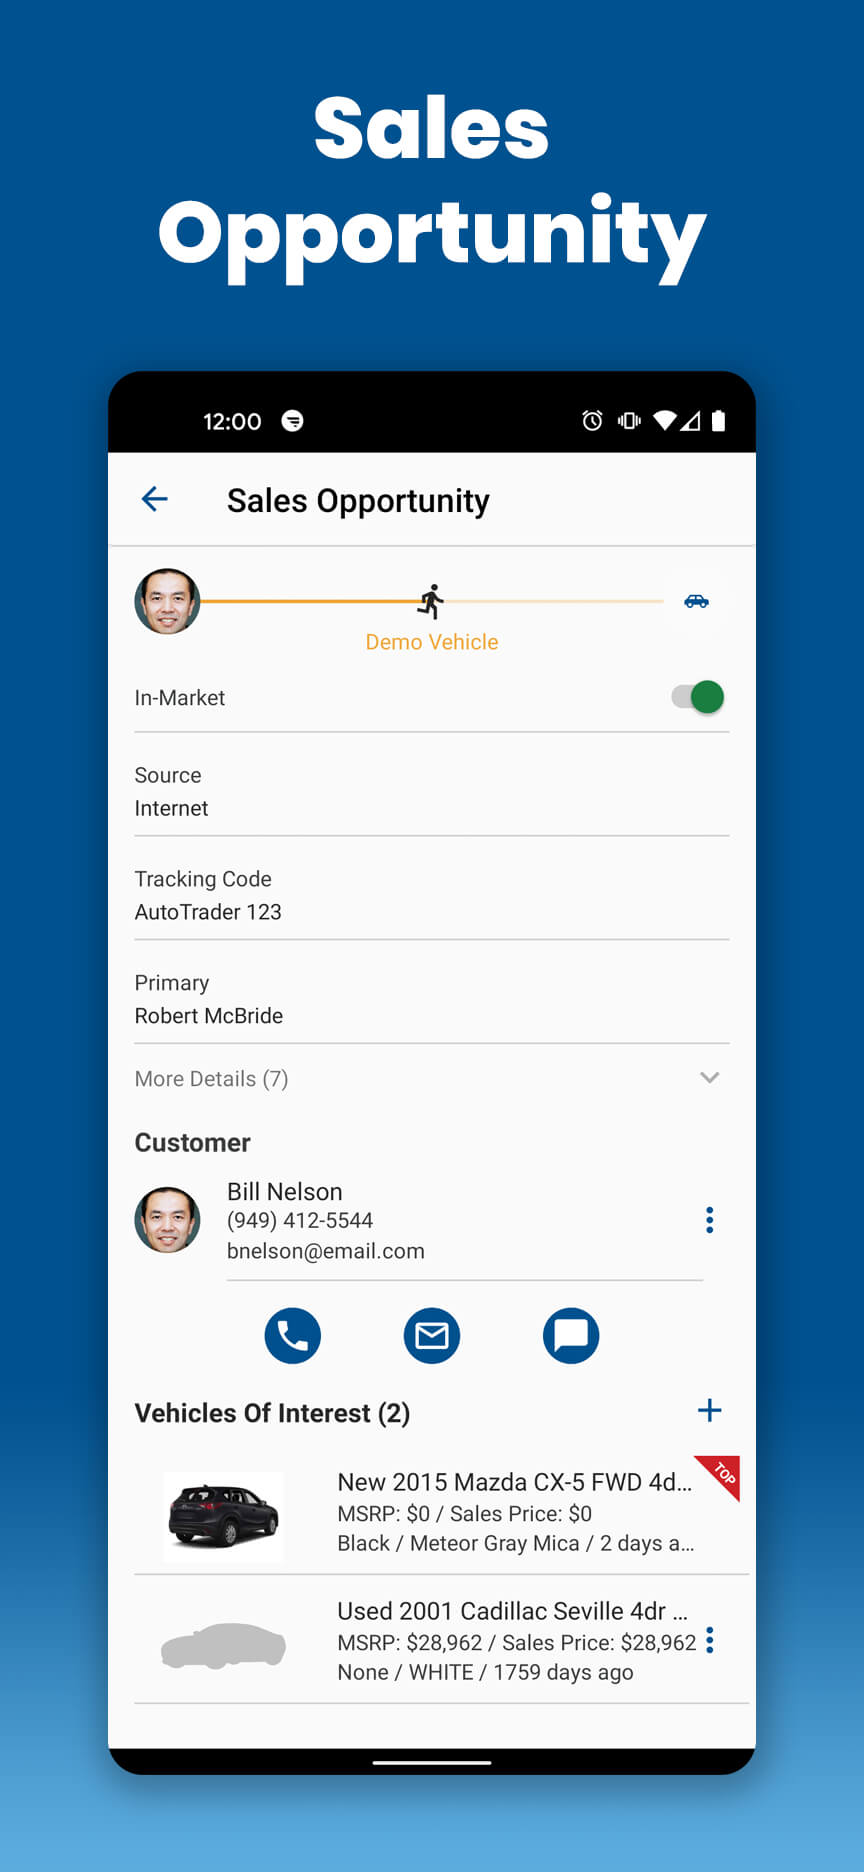 Sales
Opportunity
12:00
Sales Opportunity
Demo Vehicle
In-Market
Source
Internet
Tracking Code
AutoTrader 123
Primary
Robert McBride
More Details (7)
Customer
Bill Nelson
(949) 412-5544
bnelson@email.com
Vehicles Of Interest (2)
New 2015 Mazda CX-5 FWD 4d...
TOP
MSRP: $0 / Sales Price: $0
Black / Meteor Gray Mica / 2 days a...
Used 2001 Cadillac Seville 4dr ...
MSRP: $28,962 / Sales Price: $28,962
None / WHITE / 1759 days ago